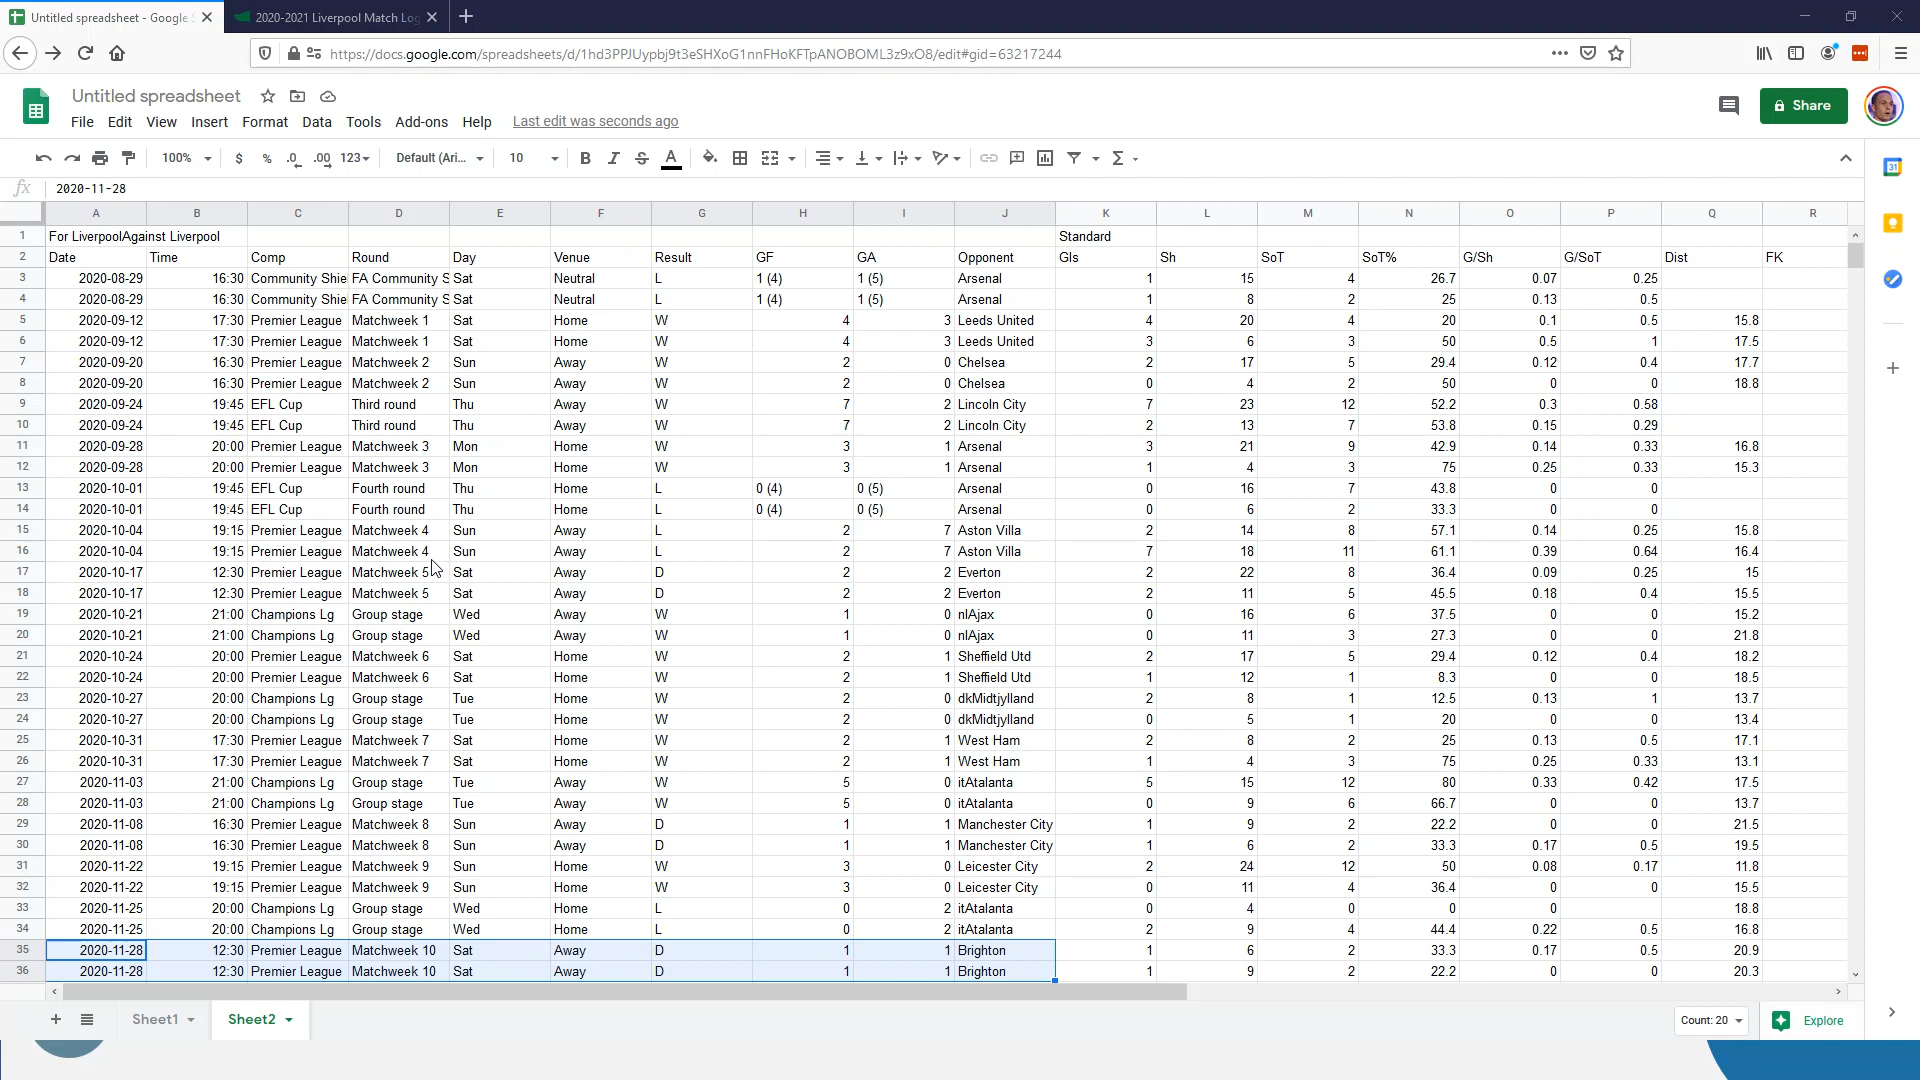 Untitled spreadsheet - Google S
2020-2021 Liverpool Match Log
https://docs.google.com/spreadsheets/d/1hd3PPJUypbj9t3eSHXoG1nnFHoKFTpANOBOML3z9xO8/edit#gid=63217244
Untitled spreadsheet
Share
File Edit View Insert Format Data Tools Add-ons Help Last edit was seconds ago
100% $ % .0 .00 123 Default (Ari... 10 B I S A Σ
fx 2020-11-28
31
A B C D E F G H I J K L M N O P Q R
1 For LiverpoolAgainst Liverpool Standard
2 Date Time Comp Round Day Venue Result GF GA Opponent Gls Sh SoT SoT% G/Sh G/SoT Dist FK
3 2020-08-29 16:30 Community Shie FA Community S Sat Neutral L 1 (4) 1 (5) Arsenal 1 15 4 26.7 0.07 0.25
4 2020-08-29 16:30 Community Shie FA Community S Sat Neutral L 1 (4) 1 (5) Arsenal 1 8 2 25 0.13 0.5
5 2020-09-12 17:30 Premier League Matchweek 1 Sat Home W 4 3 Leeds United 4 20 4 20 0.1 0.5 15.8
6 2020-09-12 17:30 Premier League Matchweek 1 Sat Home W 4 3 Leeds United 3 6 3 50 0.5 1 17.5
7 2020-09-20 16:30 Premier League Matchweek 2 Sun Away W 2 0 Chelsea 2 17 5 29.4 0.12 0.4 17.7
8 2020-09-20 16:30 Premier League Matchweek 2 Sun Away W 2 0 Chelsea 0 4 2 50 0 0 18.8
9 2020-09-24 19:45 EFL Cup Third round Thu Away W 7 2 Lincoln City 7 23 12 52.2 0.3 0.58
10 2020-09-24 19:45 EFL Cup Third round Thu Away W 7 2 Lincoln City 2 13 7 53.8 0.15 0.29
11 2020-09-28 20:00 Premier League Matchweek 3 Mon Home W 3 1 Arsenal 3 21 9 42.9 0.14 0.33 16.8
12 2020-09-28 20:00 Premier League Matchweek 3 Mon Home W 3 1 Arsenal 1 4 3 75 0.25 0.33 15.3
13 2020-10-01 19:45 EFL Cup Fourth round Thu Home L 0 (4) 0 (5) Arsenal 0 16 7 43.8 0 0
14 2020-10-01 19:45 EFL Cup Fourth round Thu Home L 0 (4) 0 (5) Arsenal 0 6 2 33.3 0 0
15 2020-10-04 19:15 Premier League Matchweek 4 Sun Away L 2 7 Aston Villa 2 14 8 57.1 0.14 0.25 15.8
16 2020-10-04 19:15 Premier League Matchweek 4 Sun Away L 2 7 Aston Villa 7 18 11 61.1 0.39 0.64 16.4
17 2020-10-17 12:30 Premier League Matchweek 5 Sat Away D 2 2 Everton 2 22 8 36.4 0.09 0.25 15
18 2020-10-17 12:30 Premier League Matchweek 5 Sat Away D 2 2 Everton 2 11 5 45.5 0.18 0.4 15.5
19 2020-10-21 21:00 Champions Lg Group stage Wed Away W 1 0 nlAjax 0 16 6 37.5 0 0 15.2
20 2020-10-21 21:00 Champions Lg Group stage Wed Away W 1 0 nlAjax 0 11 3 27.3 0 0 21.8
21 2020-10-24 20:00 Premier League Matchweek 6 Sat Home W 2 1 Sheffield Utd 2 17 5 29.4 0.12 0.4 18.2
22 2020-10-24 20:00 Premier League Matchweek 6 Sat Home W 2 1 Sheffield Utd 1 12 1 8.3 0 0 18.5
23 2020-10-27 20:00 Champions Lg Group stage Tue Home W 2 0 dkMidtjylland 2 8 1 12.5 0.13 1 13.7
24 2020-10-27 20:00 Champions Lg Group stage Tue Home W 2 0 dkMidtjylland 0 5 1 20 0 0 13.4
25 2020-10-31 17:30 Premier League Matchweek 7 Sat Home W 2 1 West Ham 2 8 2 25 0.13 0.5 17.1
26 2020-10-31 17:30 Premier League Matchweek 7 Sat Home W 2 1 West Ham 1 4 3 75 0.25 0.33 13.1
27 2020-11-03 21:00 Champions Lg Group stage Tue Away W 5 0 itAtalanta 5 15 12 80 0.33 0.42 17.5
28 2020-11-03 21:00 Champions Lg Group stage Tue Away W 5 0 itAtalanta 0 9 6 66.7 0 0 13.7
29 2020-11-08 16:30 Premier League Matchweek 8 Sun Away D 1 1 Manchester City 1 9 2 22.2 0 0 21.5
30 2020-11-08 16:30 Premier League Matchweek 8 Sun Away D 1 1 Manchester City 1 6 2 33.3 0.17 0.5 19.5
31 2020-11-22 19:15 Premier League Matchweek 9 Sun Home W 3 0 Leicester City 2 24 12 50 0.08 0.17 11.8
32 2020-11-22 19:15 Premier League Matchweek 9 Sun Home W 3 0 Leicester City 0 11 4 36.4 0 0 15.5
33 2020-11-25 20:00 Champions Lg Group stage Wed Home L 0 2 itAtalanta 0 4 0 0 0 18.8
34 2020-11-25 20:00 Champions Lg Group stage Wed Home L 0 2 itAtalanta 2 9 4 44.4 0.22 0.5 16.8
35 2020-11-28 12:30 Premier League Matchweek 10 Sat Away D 1 1 Brighton 1 6 2 33.3 0.17 0.5 20.9
36 2020-11-28 12:30 Premier League Matchweek 10 Sat Away D 1 1 Brighton 1 9 2 22.2 0 0 20.3
Sheet1 Sheet2 Count: 20 Explore